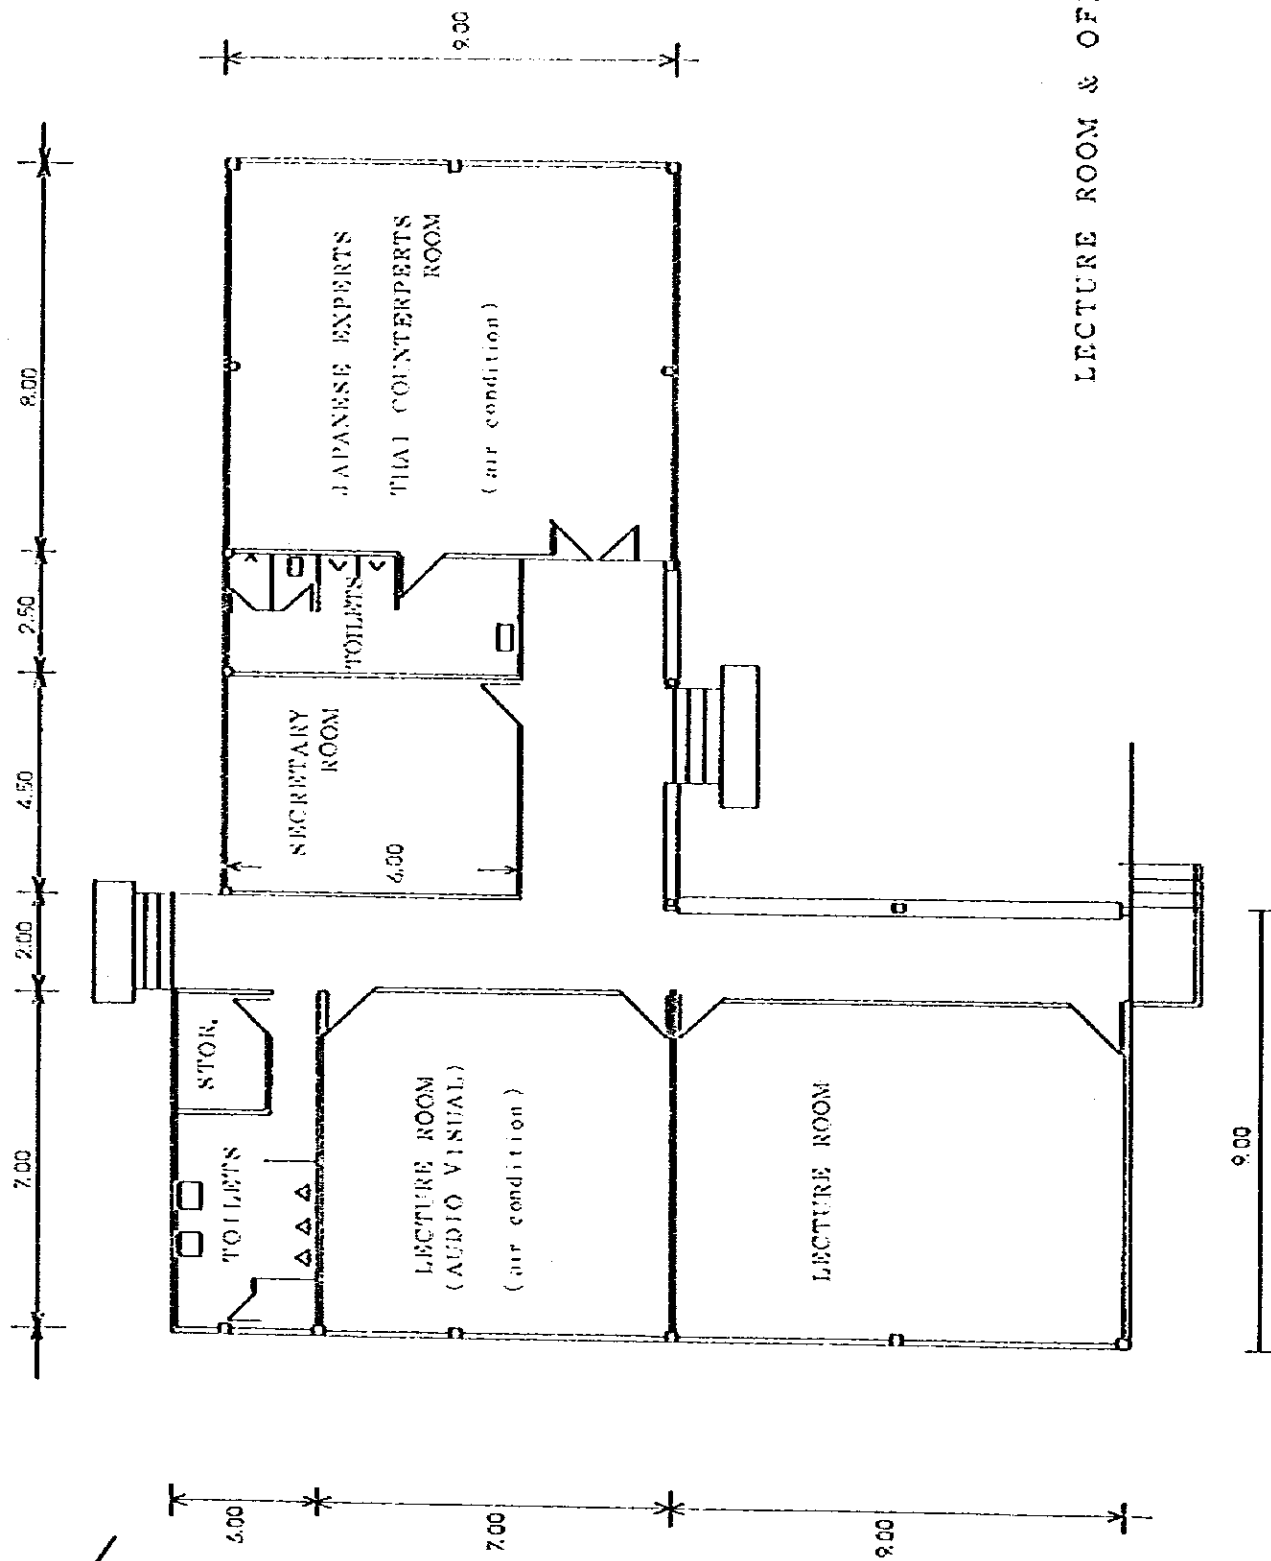 7.00
2.00
4.50
2.50
8.00
9.00
3.00
7.00
9.00
9.00
6.00
STOR.
TOILETS
LECTURE ROOM
(AUDIO VISUAL)
(air condition)
LECTURE ROOM
SECRETARY
ROOM
TOILETS
JAPANESE EXPERTS
THAI COUNTERPERTS
ROOM
(air condition)
LECTURE ROOM & OF